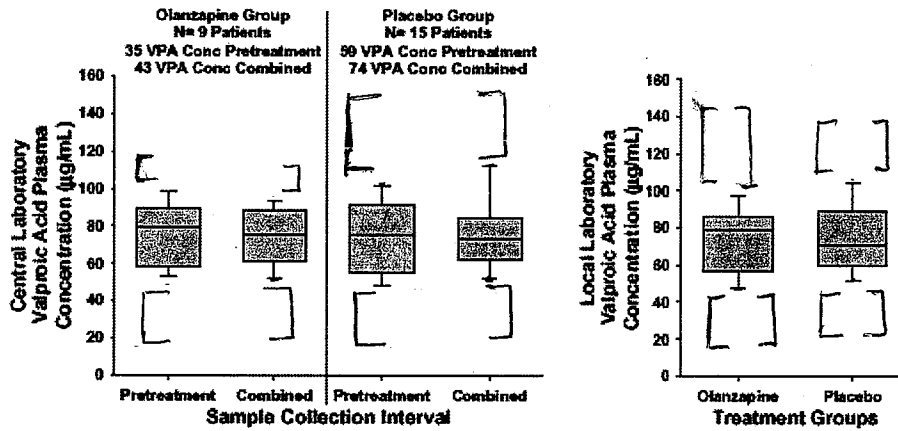 Olanzapine Group
N= 9 Patients
35 VPA Conc Pretreatment
43 VPA Conc Combined
Placebo Group
N= 15 Patients
59 VPA Conc Pretreatment
74 VPA Conc Combined
Central Laboratory
Valproic Acid Plasma
Concentration (µg/mL)
160
140
120
100
80
60
40
20
0
Pretreatment
Combined
Pretreatment
Combined
Sample Collection Interval
Local Laboratory
Valproic Acid Plasma
Concentration (µg/mL)
160
140
120
100
80
60
40
20
0
Olanzapine
Placebo
Treatment Groups